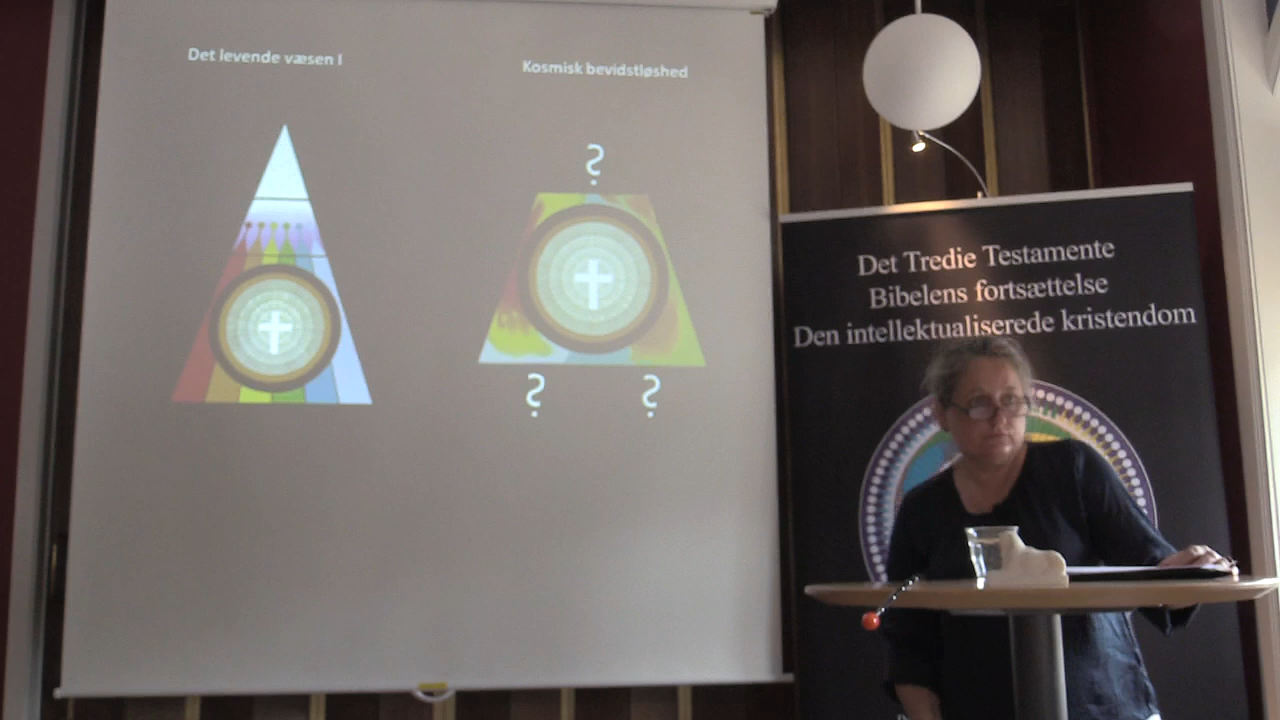 Det levende væsen I
Kosmisk bevidstløshed
?
? ?
Det Tredie Testamente
Bibelens fortsættelse
Den intellektualiserede kristendom